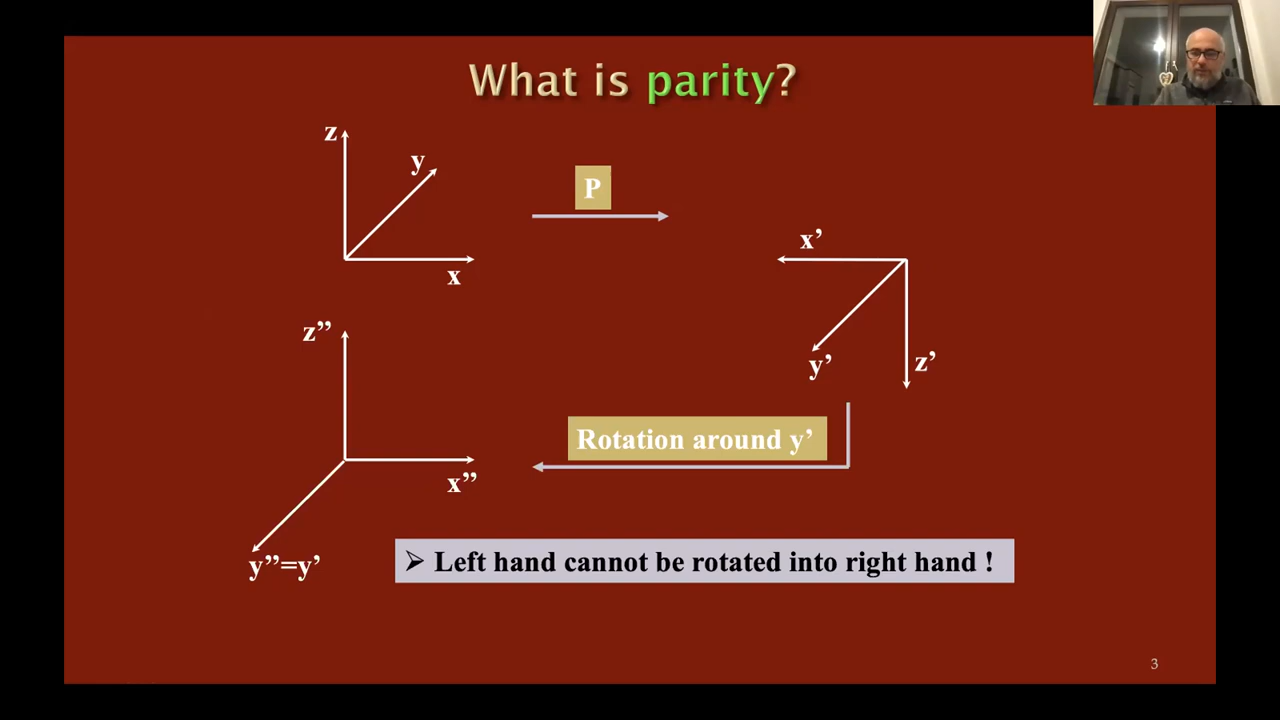 What is parity?
z
y
x
P
x’
y’
z’
z”
x”
y”=y’
Rotation around y’
➢ Left hand cannot be rotated into right hand !
3